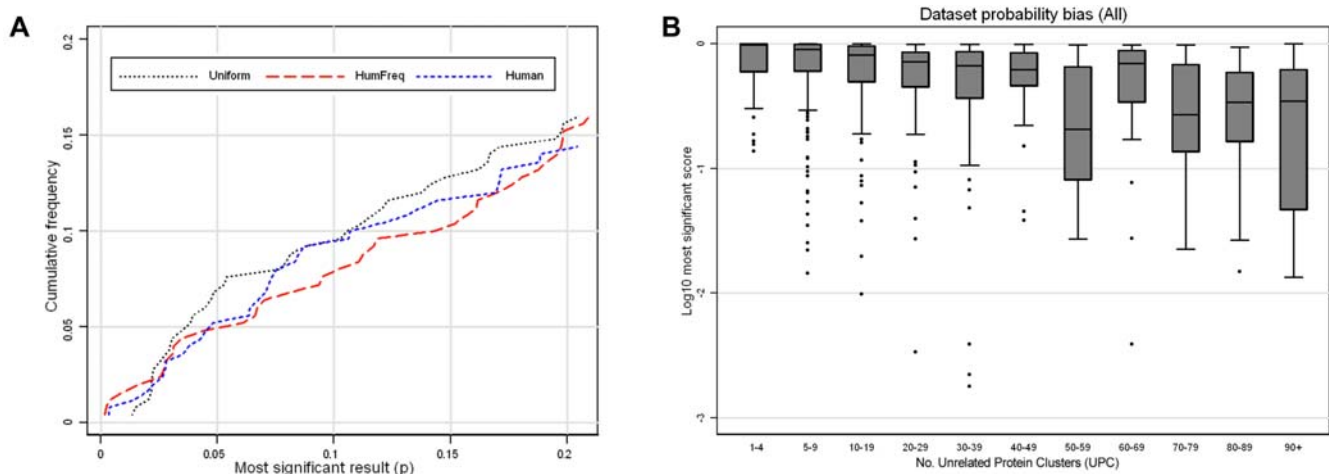 A
0.2
0.15
0.1
0.05
0
Cumulative frequency
Uniform HumFreq Human
0 0.05 0.1 0.15 0.2
Most significant result (p)
B
Dataset probability bias (All)
0
-1
-2
-3
Log10 most significant score
1-4 5-9 10-19 20-29 30-39 40-49 50-59 60-69 70-79 80-89 90+
No. Unrelated Protein Clusters (UPC)